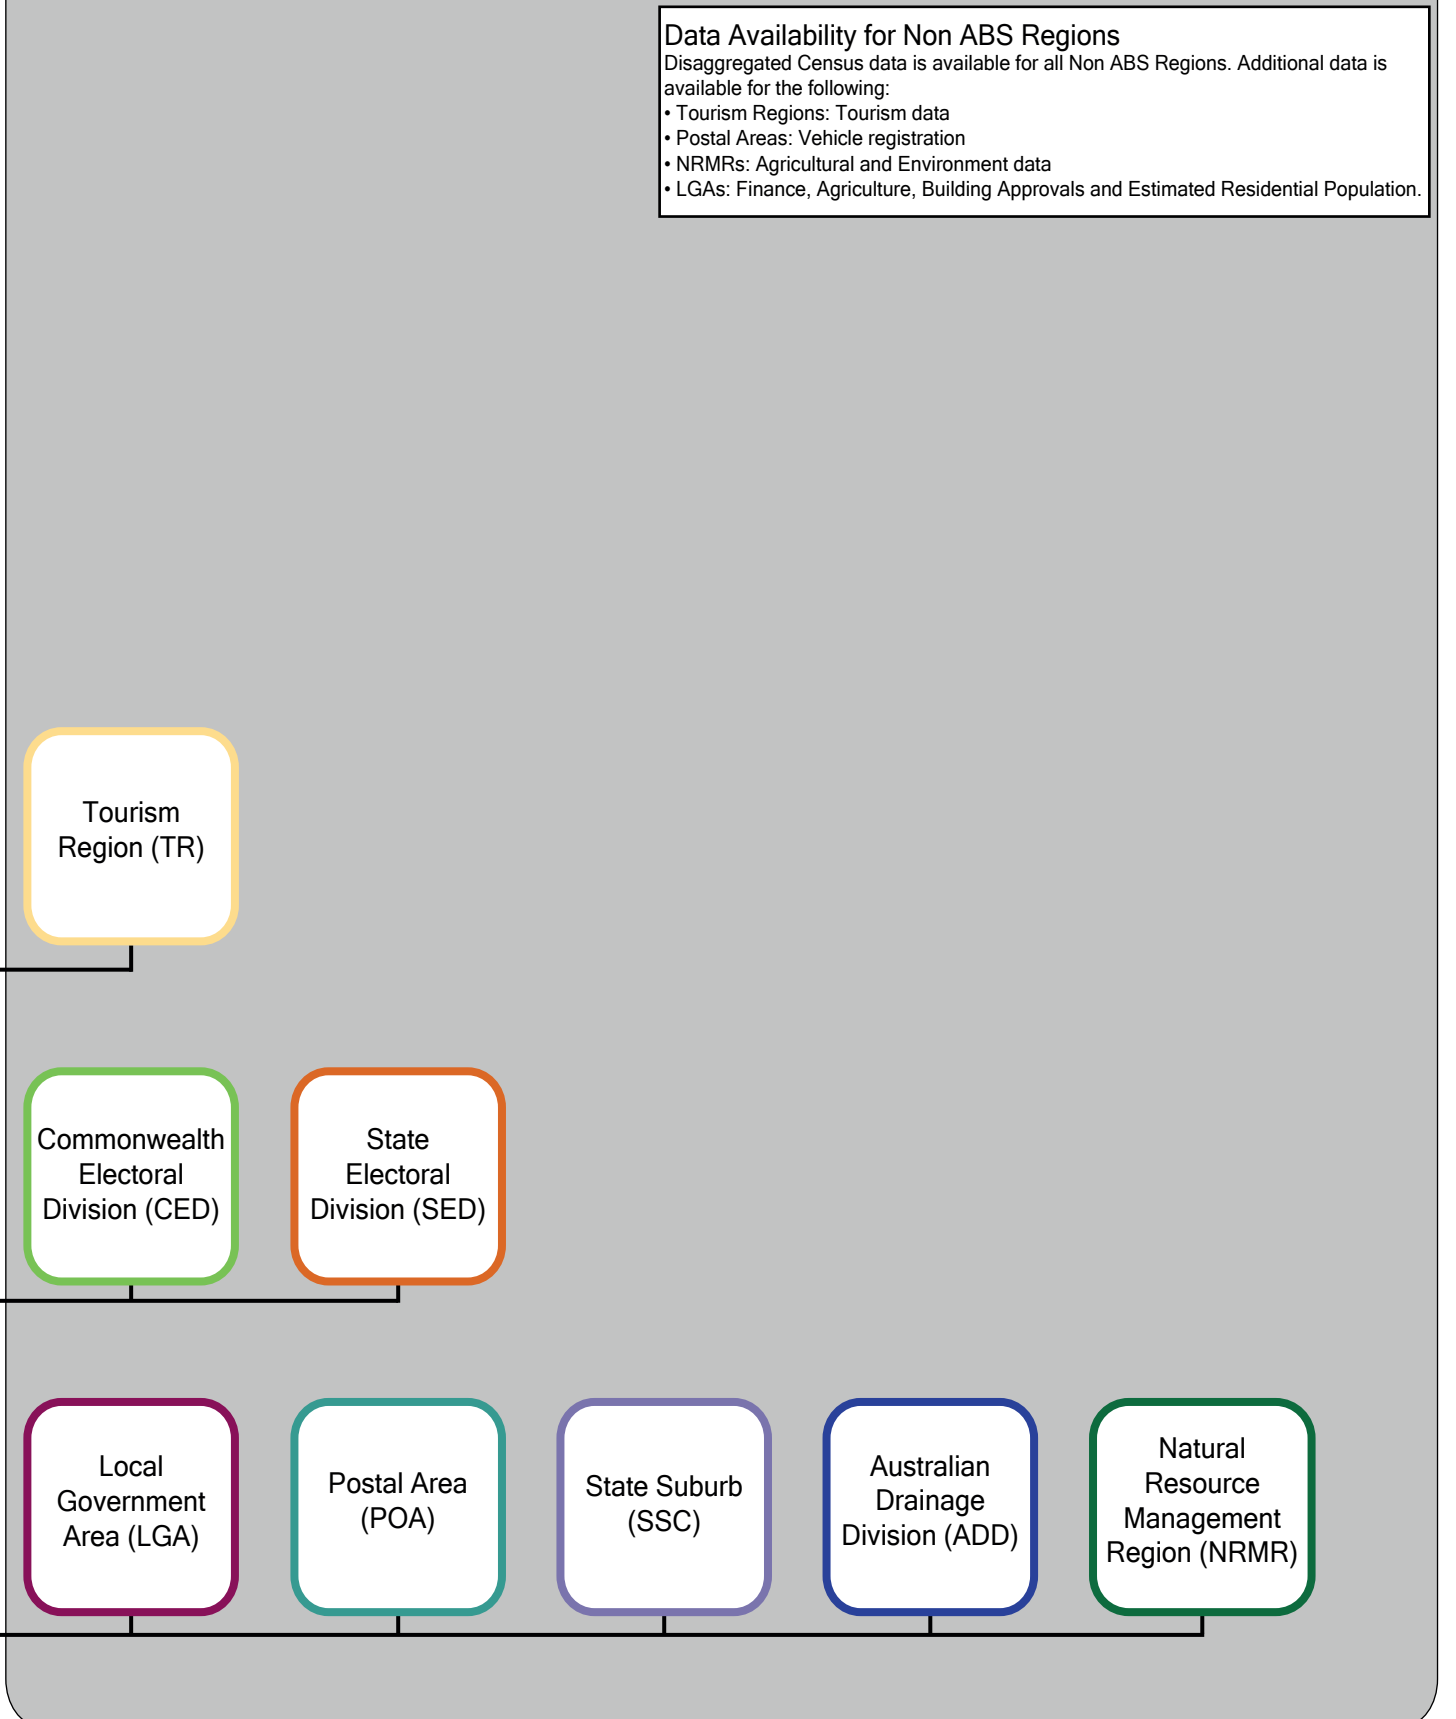 Data Availability for Non ABS Regions
Disaggregated Census data is available for all Non ABS Regions. Additional data is
available for the following:
• Tourism Regions: Tourism data
• Postal Areas: Vehicle registration
• NRMRs: Agricultural and Environment data
• LGAs: Finance, Agriculture, Building Approvals and Estimated Residential Population.
Tourism
Region (TR)
Commonwealth
Electoral
Division (CED)
State
Electoral
Division (SED)
Local
Government
Area (LGA)
Postal Area
(POA)
State Suburb
(SSC)
Australian
Drainage
Division (ADD)
Natural
Resource
Management
Region (NRMR)